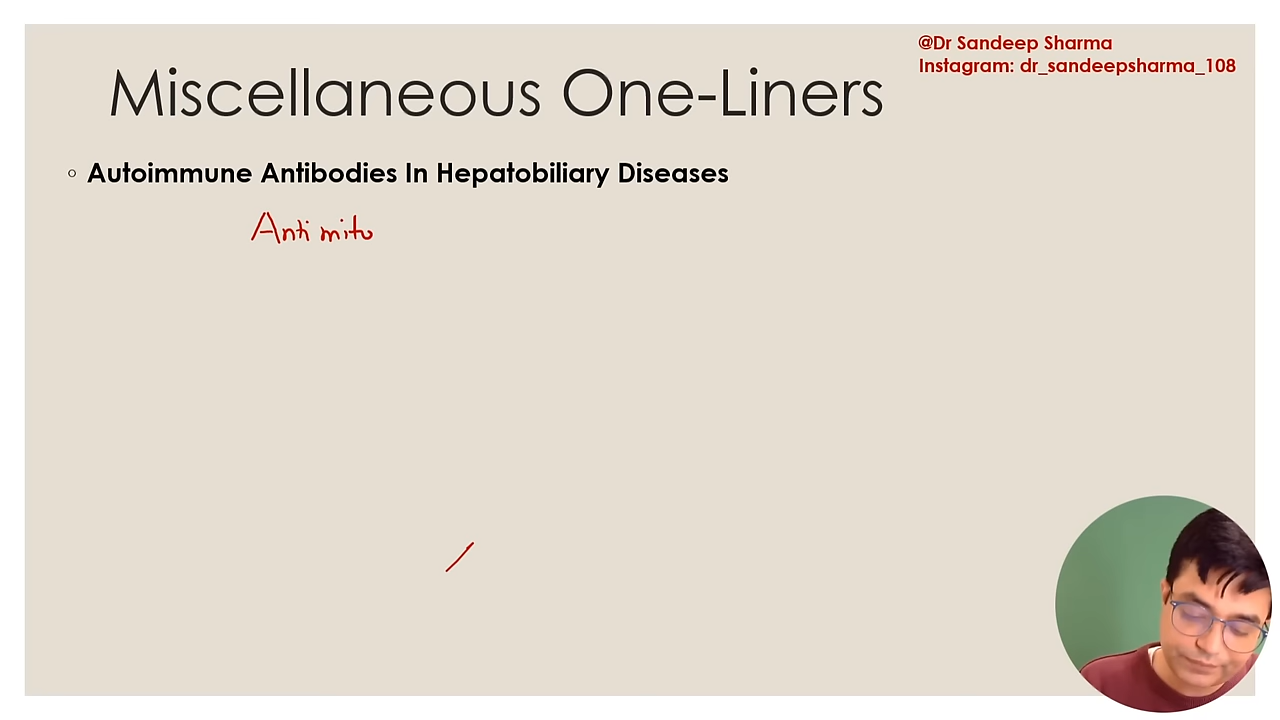 @Dr Sandeep Sharma
Instagram: dr_sandeepsharma_108
Miscellaneous One-Liners
Autoimmune Antibodies In Hepatobiliary Diseases
Anti mito